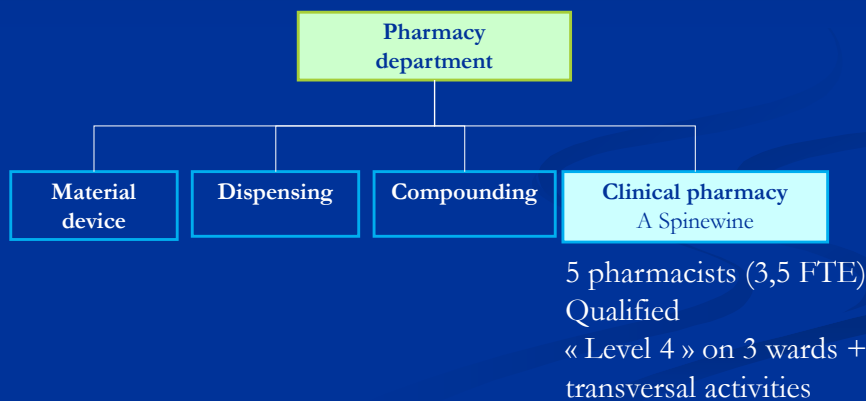 Pharmacy
department
Material
device
Dispensing
Compounding
Clinical pharmacy
A Spinewine
5 pharmacists (3,5 FTE)
Qualified
« Level 4 » on 3 wards +
transversal activities